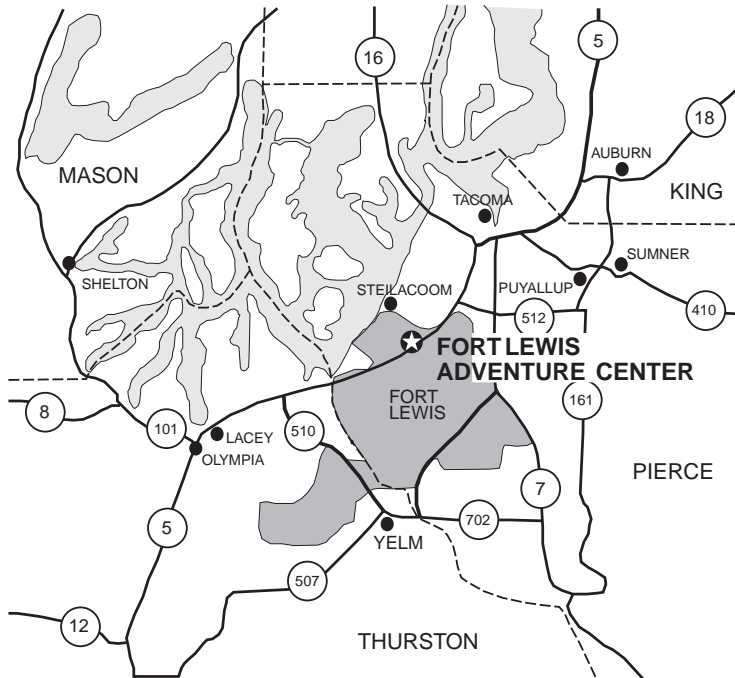 16
5
18
AUBURN
MASON
KING
TACOMA
SHELTON
SUMNER
STEILACOOM
PUYALLUP
512
410
FORT LEWIS
ADVENTURE CENTER
FORT
LEWIS
161
8
101
LACEY
510
OLYMPIA
PIERCE
7
5
702
YELM
507
12
THURSTON